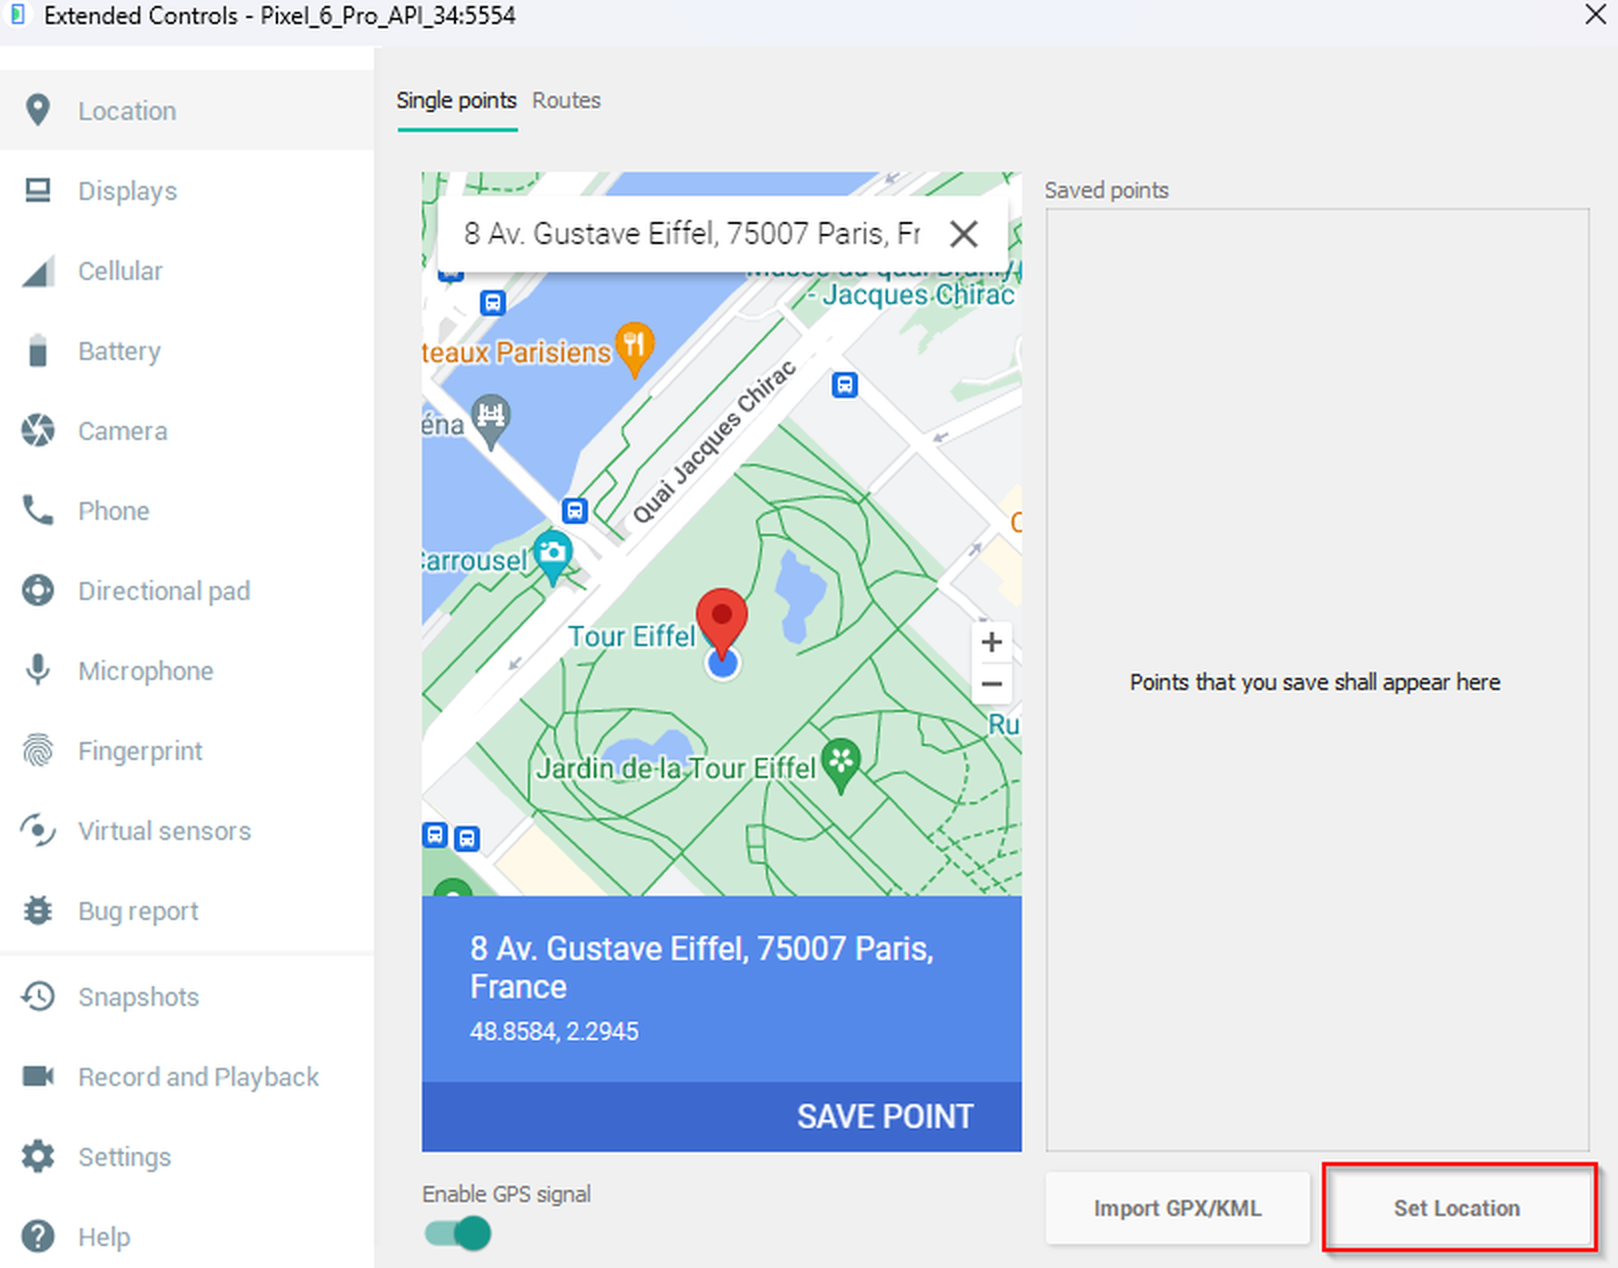 Extended Controls - Pixel_6_Pro_API_34:5554
Location
Displays
Cellular
Battery
Camera
Phone
Directional pad
Microphone
Fingerprint
Virtual sensors
Bug report
Snapshots
Record and Playback
Settings
Help
Single points
Routes
8 Av. Gustave Eiffel, 75007 Paris, Fr
- Jacques Chirac
teaux Parisiens
éna
Quai Jacques Chirac
arrousel
Tour Eiffel
Ru
Jardin de la Tour Eiffel
8 Av. Gustave Eiffel, 75007 Paris,
France
48.8584, 2.2945
SAVE POINT
Enable GPS signal
Saved points
Points that you save shall appear here
Import GPX/KML
Set Location